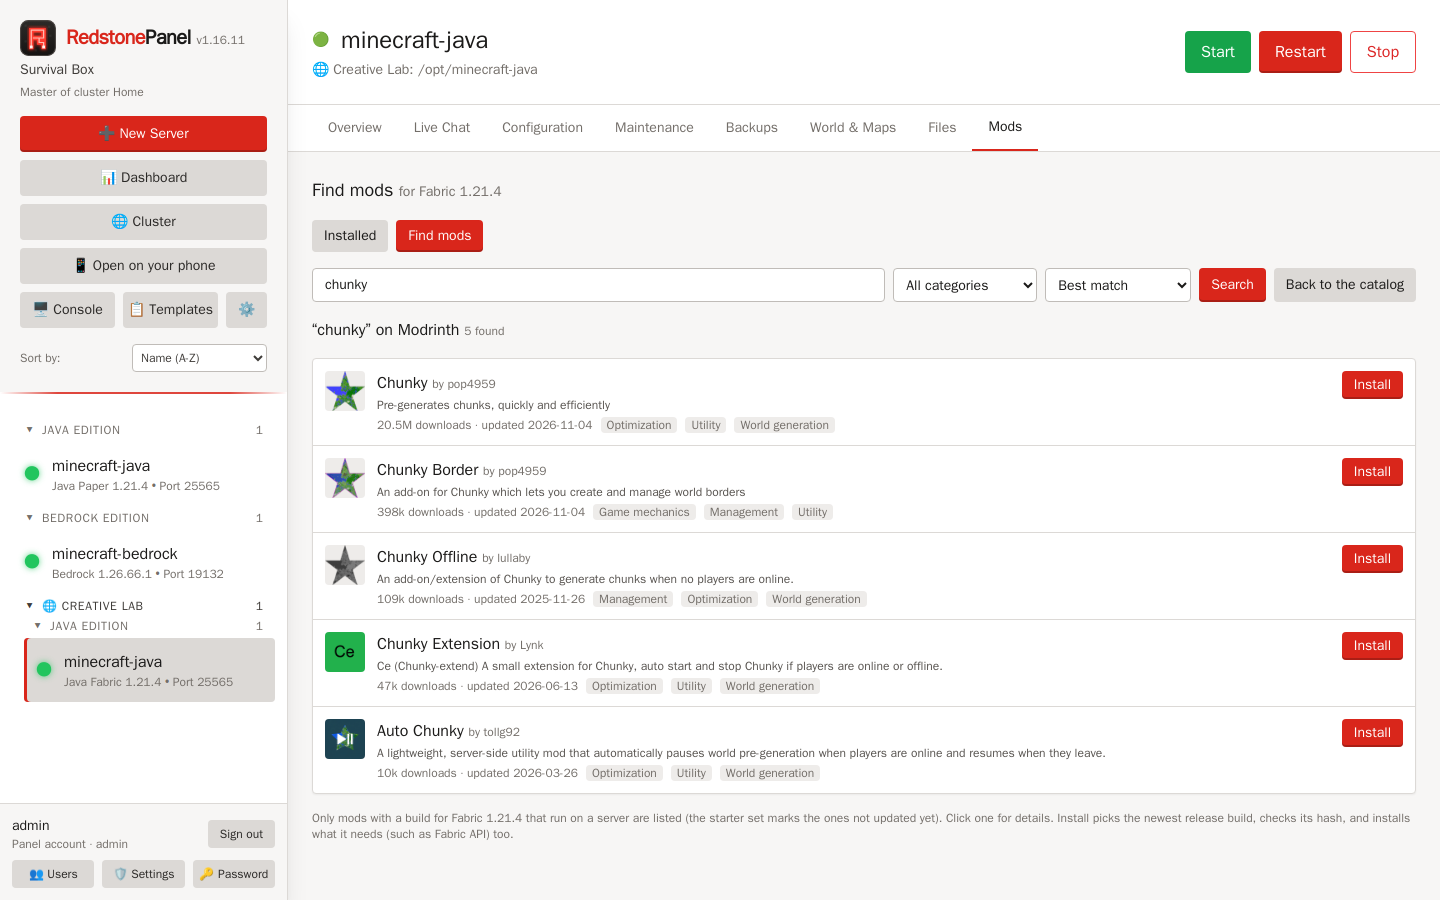 RedstonePanel v1.16.11
Survival Box
Master of cluster Home
➕ New Server
📊 Dashboard
🌐 Cluster
📱 Open on your phone
🖥️ Console
📋 Templates
⚙️
Sort by:
Name (A-Z)
▼ JAVA EDITION 1
minecraft-java
Java Paper 1.21.4 • Port 25565
▼ BEDROCK EDITION 1
minecraft-bedrock
Bedrock 1.26.66.1 • Port 19132
▼ 🌐 CREATIVE LAB 1
▼ JAVA EDITION 1
minecraft-java
Java Fabric 1.21.4 • Port 25565
admin
Panel account · admin
Sign out
👥 Users
🛡️ Settings
🔑 Password
🟢 minecraft-java
🌐 Creative Lab: /opt/minecraft-java
Start
Restart
Stop
Overview
Live Chat
Configuration
Maintenance
Backups
World & Maps
Files
Mods
Find mods for Fabric 1.21.4
Installed
Find mods
chunky
All categories
Best match
Search
Back to the catalog
“chunky” on Modrinth 5 found
Chunky by pop4959
Pre-generates chunks, quickly and efficiently
20.5M downloads · updated 2026-11-04 Optimization Utility World generation
Install
Chunky Border by pop4959
An add-on for Chunky which lets you create and manage world borders
398k downloads · updated 2026-11-04 Game mechanics Management Utility
Install
Chunky Offline by lullaby
An add-on/extension of Chunky to generate chunks when no players are online.
109k downloads · updated 2025-11-26 Management Optimization World generation
Install
Ce
Chunky Extension by Lynk
Ce (Chunky-extend) A small extension for Chunky, auto start and stop Chunky if players are online or offline.
47k downloads · updated 2026-06-13 Optimization Utility World generation
Install
Auto Chunky by tollg92
A lightweight, server-side utility mod that automatically pauses world pre-generation when players are online and resumes when they leave.
10k downloads · updated 2026-03-26 Optimization Utility World generation
Install
Only mods with a build for Fabric 1.21.4 that run on a server are listed (the starter set marks the ones not updated yet). Click one for details. Install picks the newest release build, checks its hash, and installs
what it needs (such as Fabric API) too.